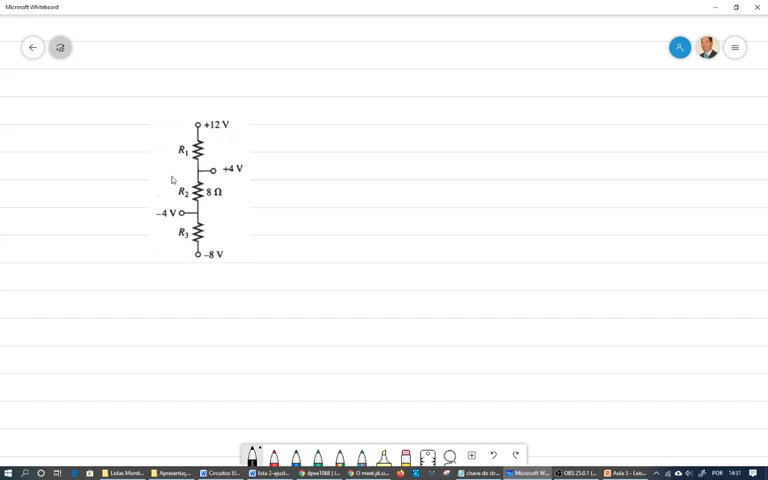 Microsoft Whiteboard
+12 V
R1
+4 V
R2 8 Ω
−4 V
R3
−8 V
Listas Monit...
Apresentaç...
Circuitos El...
lista 2-ajust...
dpee1068 | J...
O meet.jit.si...
chave do str...
Microsoft W...
OBS 25.0.1 (...
Aula 3 - Leis...
POR
14:31